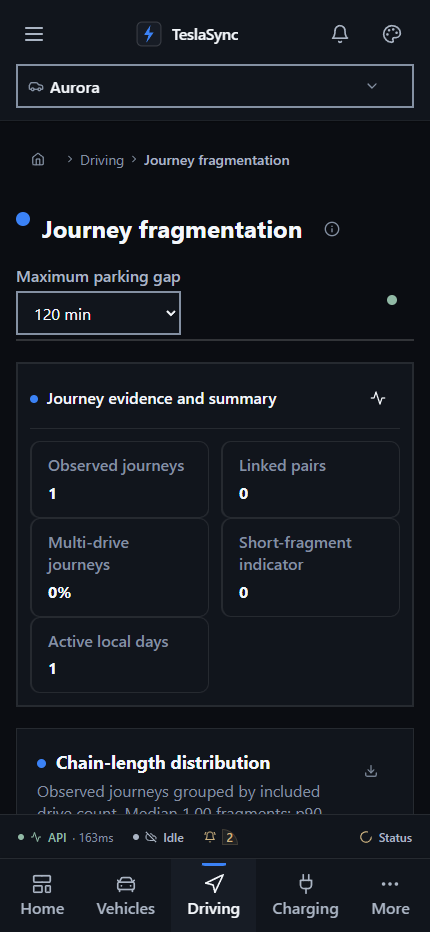 TeslaSync
Aurora
Driving
Journey fragmentation
Journey fragmentation
Maximum parking gap
120 min
Journey evidence and summary
Observed journeys
1
Linked pairs
0
Multi-drive
journeys
0%
Short-fragment
indicator
0
Active local days
1
Chain-length distribution
Observed journeys grouped by included
drive count. Median 1.00 fragments; p90
API · 163ms
Idle
2
Status
Home
Vehicles
Driving
Charging
More